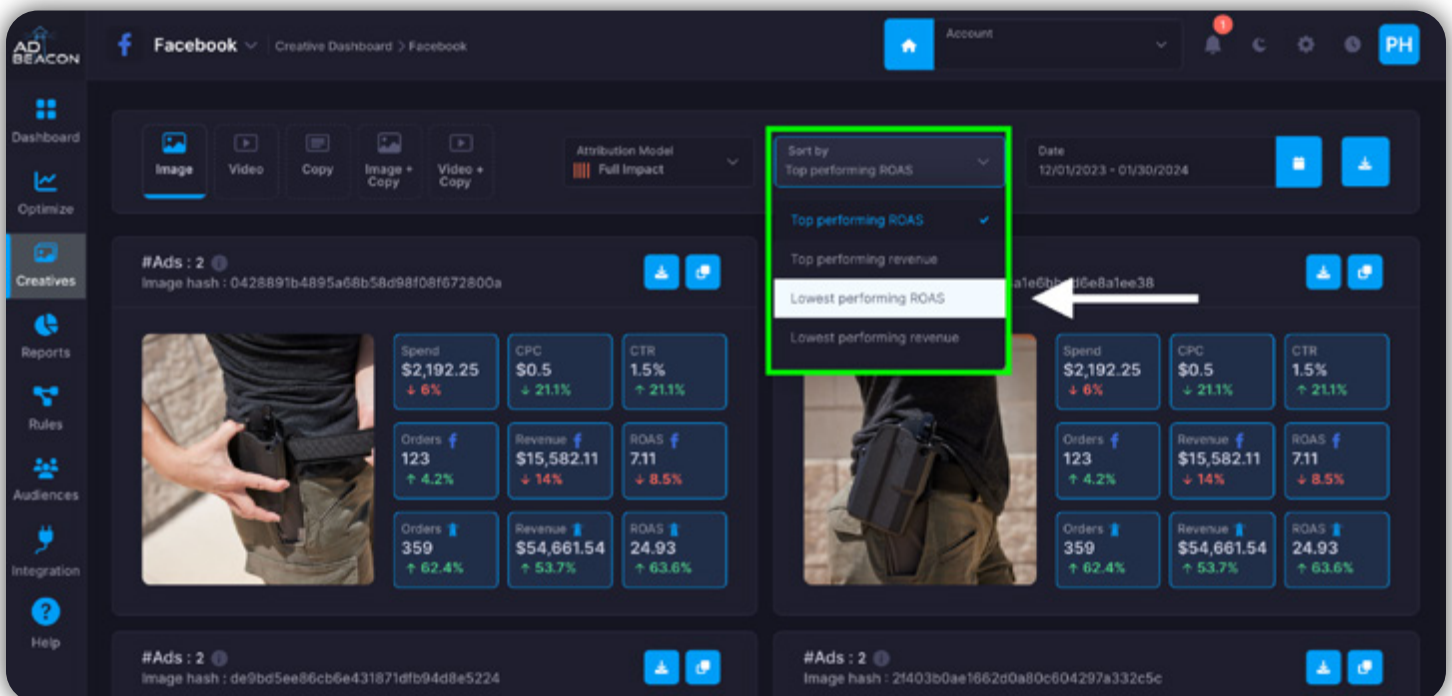 AD
BEACON
Facebook
Creative Dashboard > Facebook
Account
1
PH
Dashboard
Optimize
Creatives
Reports
Rules
Audiences
Integration
?
Help
Image
Video
Copy
Image +
Copy
Video +
Copy
Attribution Model
Full Impact
Sort by
Top performing ROAS
Date
12/01/2023 - 01/30/2024
Top performing ROAS
Top performing revenue
Lowest performing ROAS
Lowest performing revenue
#Ads : 2
Image hash : 0428891b4895a68b58d98f08f672800a
Spend
$2,192.25
↓ 6%
CPC
$0.5
↓ 21.1%
CTR
1.5%
↑ 21.1%
Orders
123
↑ 4.2%
Revenue
$15,582.11
↓ 14%
ROAS
7.11
↓ 8.5%
Orders
359
↑ 62.4%
Revenue
$54,661.54
↑ 53.7%
ROAS
24.93
↑ 63.6%
Spend
$2,192.25
↓ 6%
CPC
$0.5
↓ 21.1%
CTR
1.5%
↑ 21.1%
Orders
123
↑ 4.2%
Revenue
$15,582.11
↓ 14%
ROAS
7.11
↓ 8.5%
Orders
359
↑ 62.4%
Revenue
$54,661.54
↑ 53.7%
ROAS
24.93
↑ 63.6%
#Ads : 2
Image hash : de9bd5ee86cb6e431871dfb94d8e5224
#Ads : 2
Image hash : 2f403b0ae1662d0a80c604297a332c5c